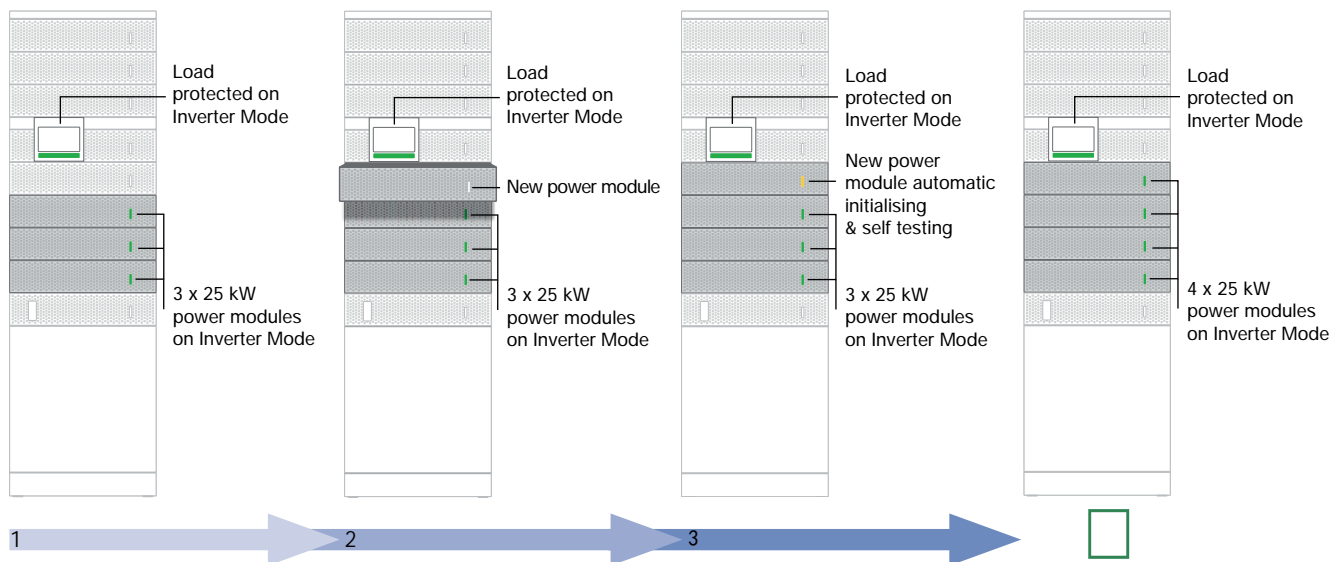 Load
protected on
Inverter Mode
3 x 25 kW
power modules
on Inverter Mode
Load
protected on
Inverter Mode
New power module
3 x 25 kW
power modules
on Inverter Mode
Load
protected on
Inverter Mode
New power
module automatic
initialising
& self testing
3 x 25 kW
power modules
on Inverter Mode
Load
protected on
Inverter Mode
4 x 25 kW
power modules
on Inverter Mode
1
2
3